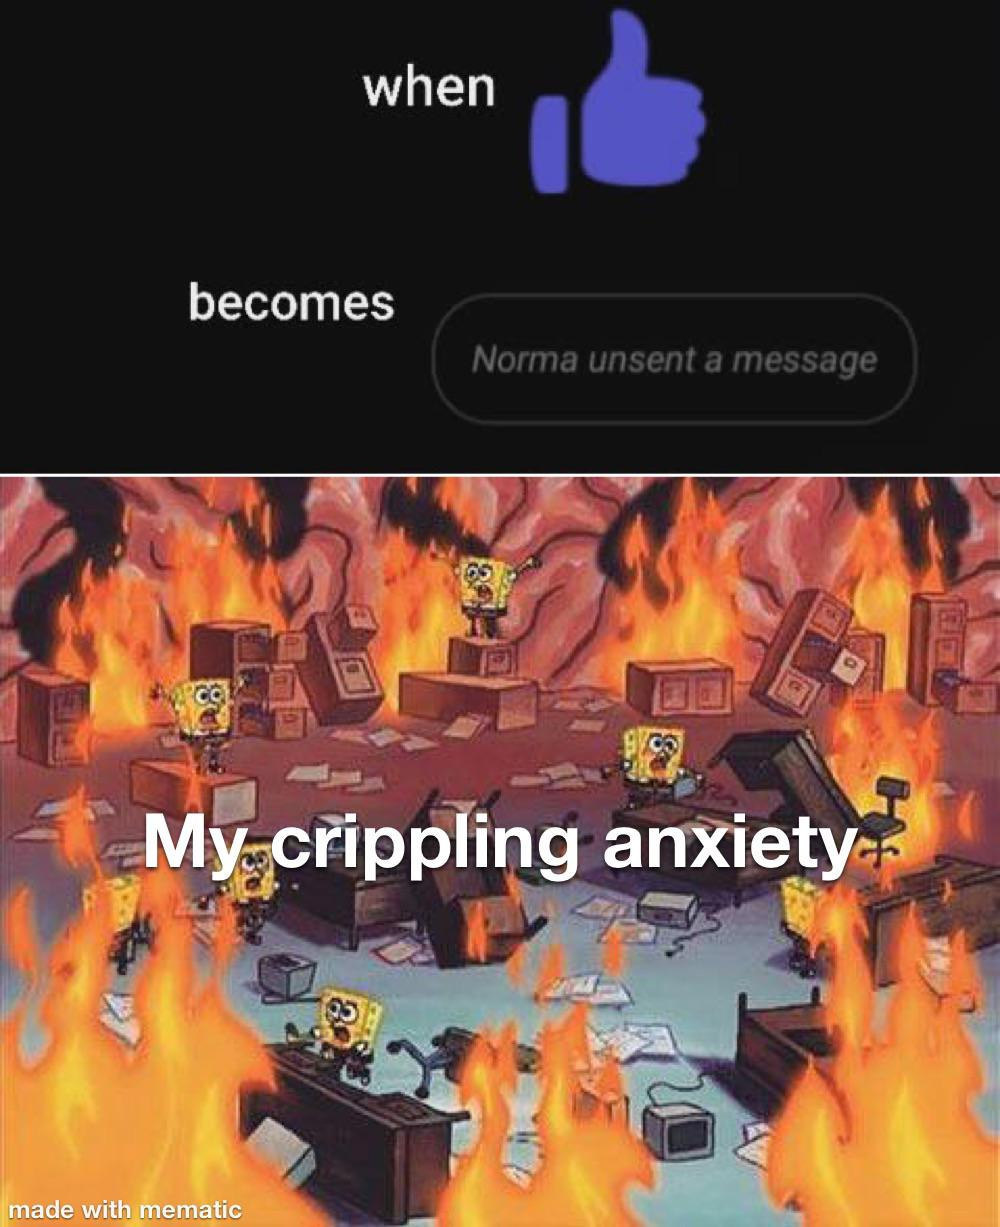 when
becomes
Norma unsent a message
My crippling anxiety
made with mematic